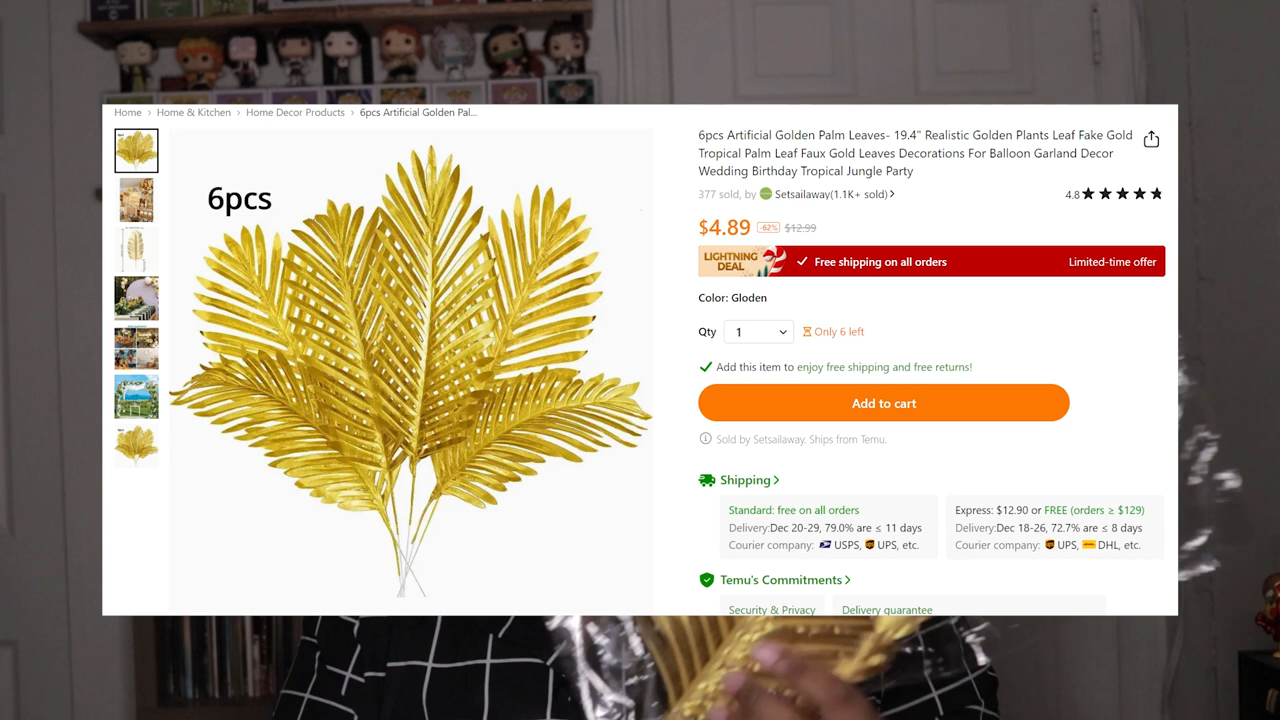 Home > Home & Kitchen > Home Decor Products > 6pcs Artificial Golden Pal...
6pcs
6pcs Artificial Golden Palm Leaves- 19.4" Realistic Golden Plants Leaf Fake Gold
Tropical Palm Leaf Faux Gold Leaves Decorations For Balloon Garland Decor
Wedding Birthday Tropical Jungle Party
377 sold, by Setsailaway(1.1K+ sold) >
4.8
$4.89 -62% $12.99
LIGHTNING
DEAL
Free shipping on all orders
Limited-time offer
Color: Gloden
Qty 1 Only 6 left
Add this item to enjoy free shipping and free returns!
Add to cart
Sold by Setsailaway. Ships from Temu.
Shipping >
Standard: free on all orders
Delivery:Dec 20-29, 79.0% are ≤ 11 days
Courier company: USPS, UPS, etc.
Express: $12.90 or FREE (orders ≥ $129)
Delivery:Dec 18-26, 72.7% are ≤ 8 days
Courier company: UPS, DHL, etc.
Temu's Commitments >
Security & Privacy
Delivery guarantee